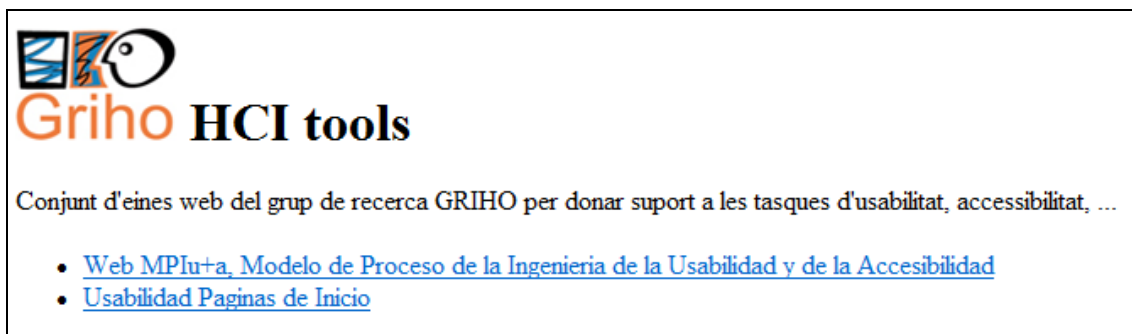 Griho HCI tools
Conjunt d'eines web del grup de recerca GRIHO per donar suport a les tasques d'usabilitat, accessibilitat, ...
Web MPIu+a, Modelo de Proceso de la Ingenieria de la Usabilidad y de la Accesibilidad
Usabilidad Paginas de Inicio